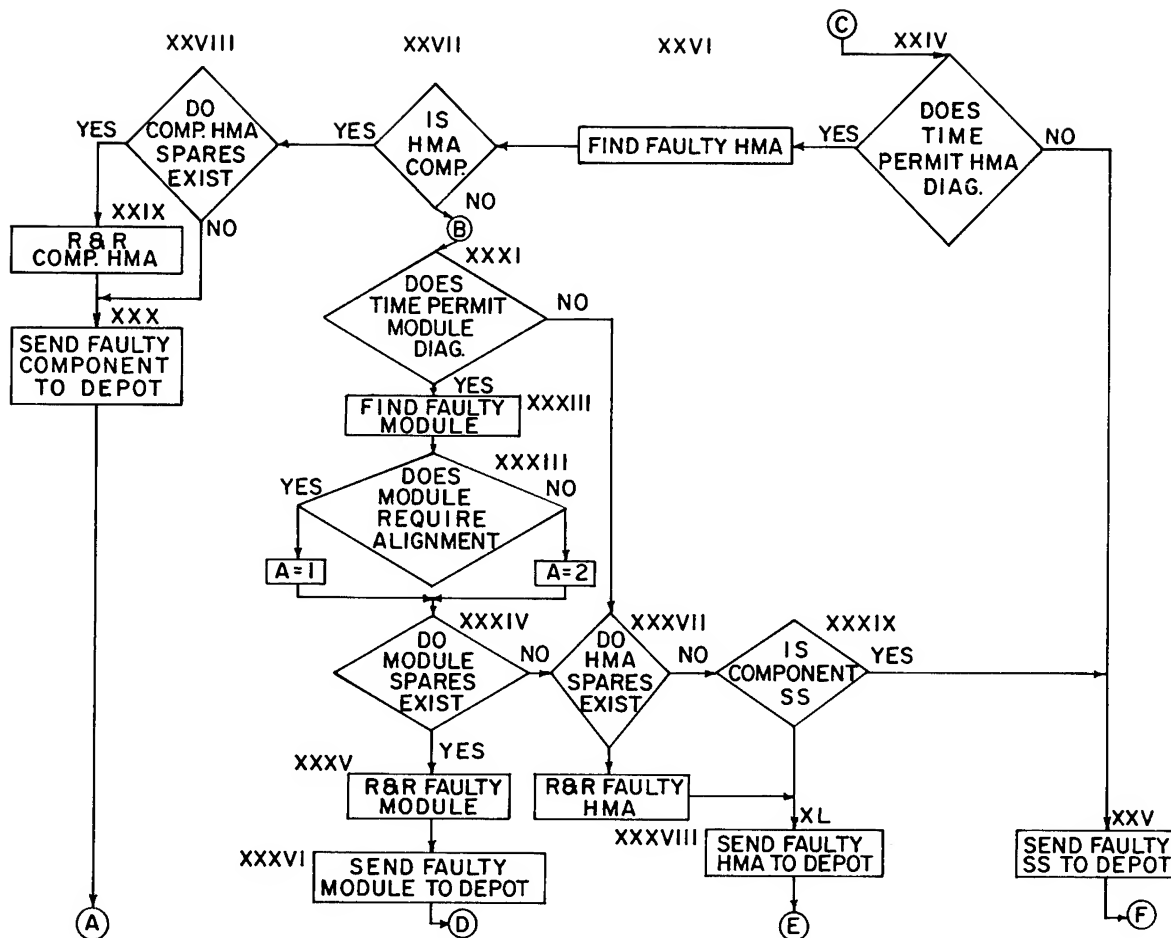 C
XXVIII
XXVII
XXVI
XXIV
DO
COMP. HMA
SPARES
EXIST
YES
NO
IS
HMA
COMP.
YES
NO
FIND FAULTY HMA
DOES
TIME
PERMIT HMA
DIAG.
YES
NO
XXIX
R & R
COMP. HMA
B
XXX
SEND FAULTY
COMPONENT
TO DEPOT
XXXI
DOES
TIME PERMIT
MODULE
DIAG.
NO
YES
FIND FAULTY
MODULE
XXXIII
XXXIII
DOES
MODULE
REQUIRE
ALIGNMENT
YES
NO
A=1
A=2
XXXIV
DO
MODULE
SPARES
EXIST
NO
YES
XXXVII
DO
HMA
SPARES
EXIST
NO
XXXIX
IS
COMPONENT
SS
YES
XXXV
R&R FAULTY
MODULE
R&R FAULTY
HMA
XXXVIII
XL
SEND FAULTY
HMA TO DEPOT
XXV
SEND FAULTY
SS TO DEPOT
XXXVI
SEND FAULTY
MODULE TO DEPOT
A
D
E
F